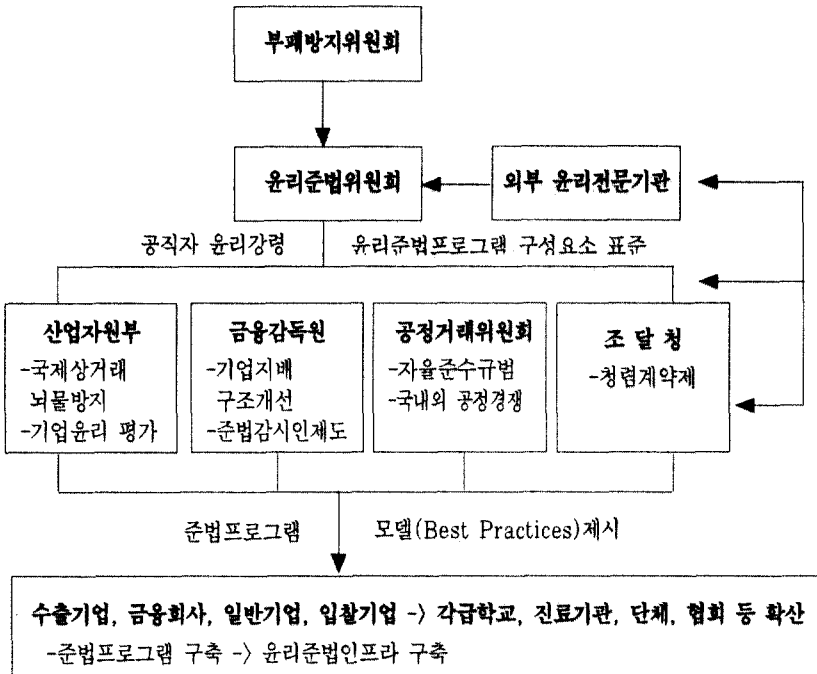 부패방지위원회
윤리준법위원회
외부 윤리전문기관
공직자 윤리강령
윤리준법프로그램 구성요소 표준
산업자원부
-국제상거래
뇌물방지
-기업윤리 평가
금융감독원
-기업지배
구조개선
-준법감시인제도
공정거래위원회
-자율준수규범
-국내외 공정경쟁
조 달 청
-청렴계약제
준법프로그램
모델(Best Practices)제시
수출기업, 금융회사, 일반기업, 입찰기업 -> 각급학교, 진료기관, 단체, 협회 등 확산
-준법프로그램 구축 -> 윤리준법인프라 구축